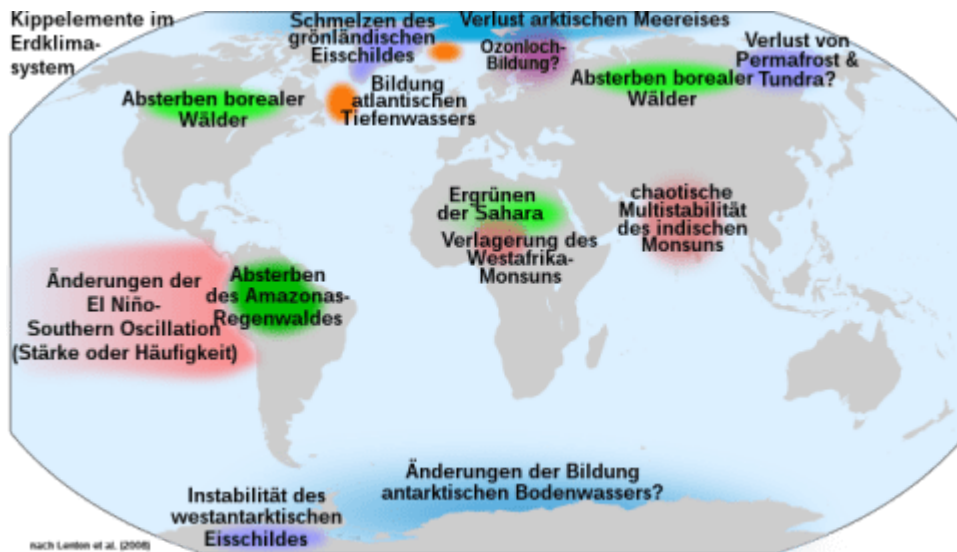 Kippelemente im
Erdklima-
system
Schmelzen des
grönländischen
Eisschildes
Verlust arktischen Meereises
Ozonloch-
Bildung?
Verlust von
Permafrost &
Tundra?
Absterben borealer
Wälder
Bildung
atlantischen
Tiefenwassers
Absterben borealer
Wälder
Ergrünen
der Sahara
chaotische
Multistabilität
des indischen
Monsuns
Verlagerung des
Westafrika-
Monsuns
Änderungen der
El Niño-
Southern Oscillation
(Stärke oder Häufigkeit)
Absterben
des Amazonas-
Regenwaldes
Änderungen der Bildung
antarktischen Bodenwassers?
Instabilität des
westantarktischen
Eisschildes
nach Lenton et al. (2008)